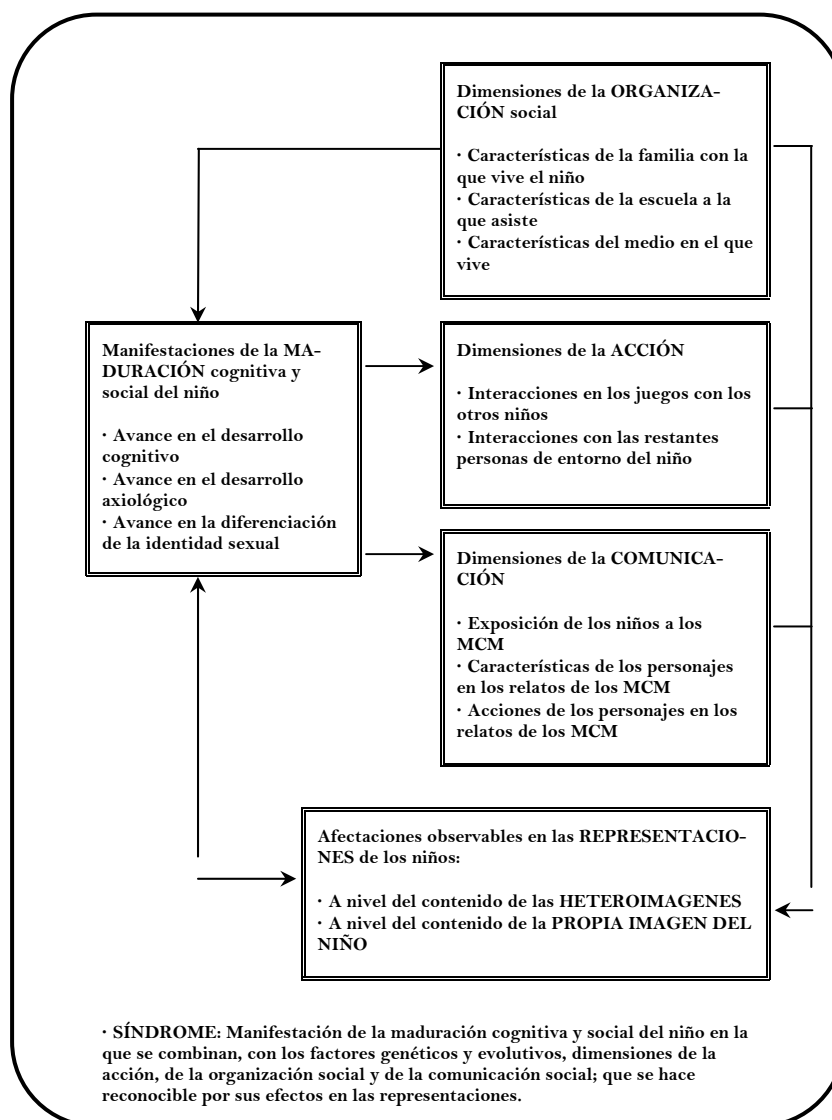 Dimensiones de la ORGANIZA-
CIÓN social
· Características de la familia con la
que vive el niño
· Características de la escuela a la
que asiste
· Características del medio en el que
vive
Manifestaciones de la MA-
DURACIÓN cognitiva y
social del niño
· Avance en el desarrollo
cognitivo
· Avance en el desarrollo
axiológico
· Avance en la diferenciación
de la identidad sexual
Dimensiones de la ACCIÓN
· Interacciones en los juegos con los
otros niños
· Interacciones con las restantes
personas de entorno del niño
Dimensiones de la COMUNICA-
CIÓN
· Exposición de los niños a los
MCM
· Características de los personajes
en los relatos de los MCM
· Acciones de los personajes en los
relatos de los MCM
Afectaciones observables en las REPRESENTACIO-
NES de los niños:
· A nivel del contenido de las HETEROIMAGENES
· A nivel del contenido de la PROPIA IMAGEN DEL
NIÑO
· SÍNDROME: Manifestación de la maduración cognitiva y social del niño en la
que se combinan, con los factores genéticos y evolutivos, dimensiones de la
acción, de la organización social y de la comunicación social; que se hace
reconocible por sus efectos en las representaciones.